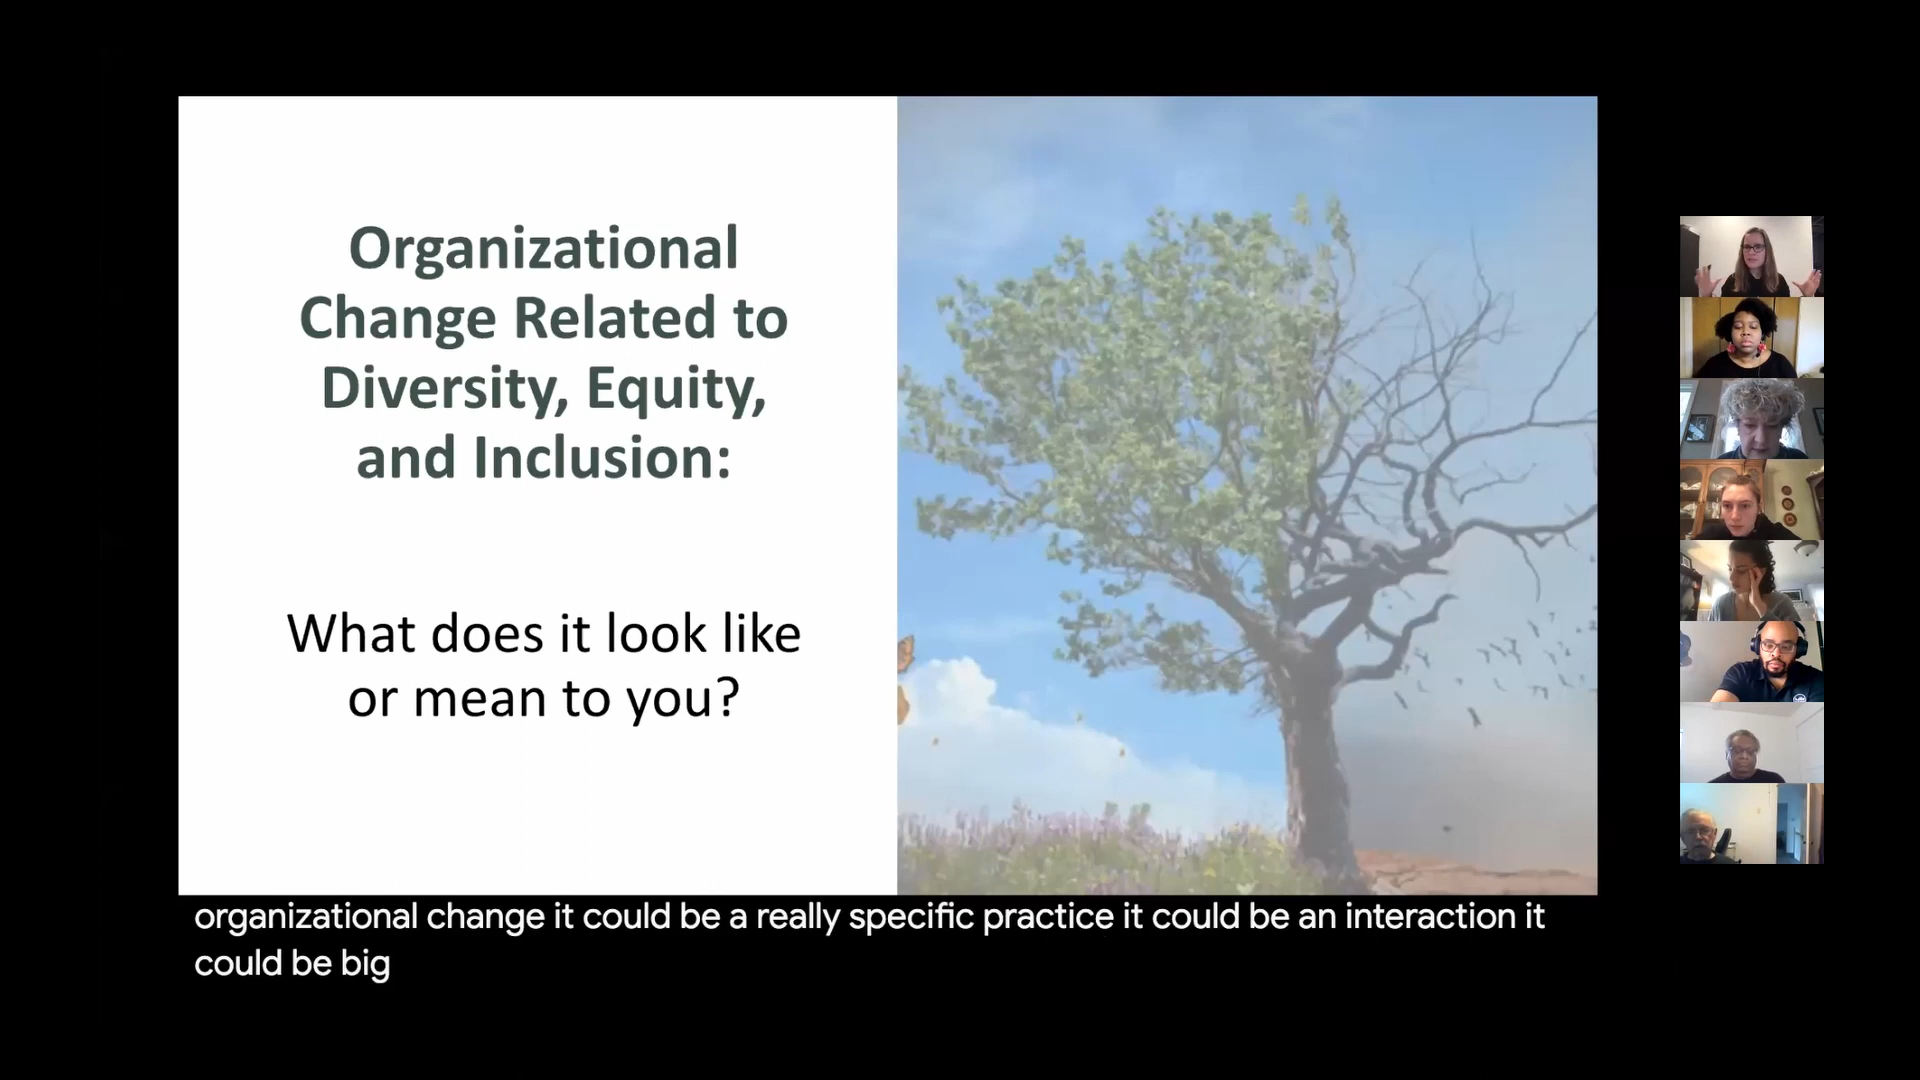 Organizational
Change Related to
Diversity, Equity,
and Inclusion:
What does it look like
or mean to you?
organizational change it could be a really specific practice it could be an interaction it
could be big